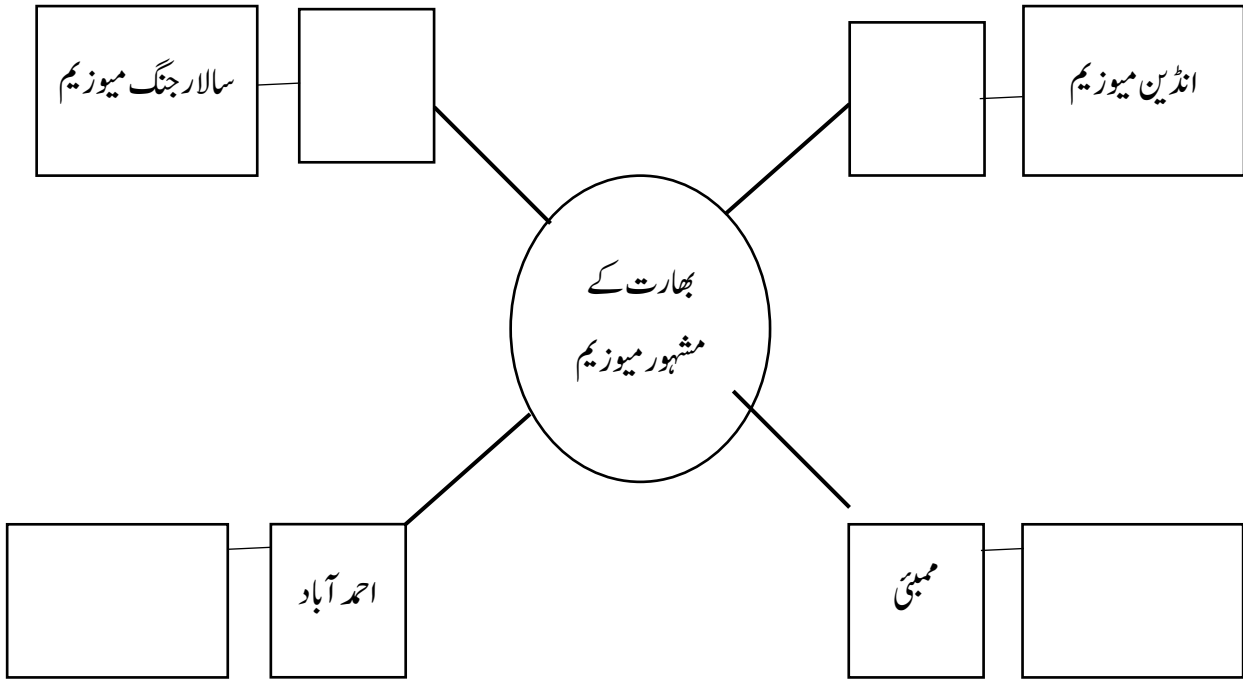 انڈین میوزیم
سالار جنگ میوزیم
بھارت کے
مشہور میوزیم
ممبئی
احمد آباد